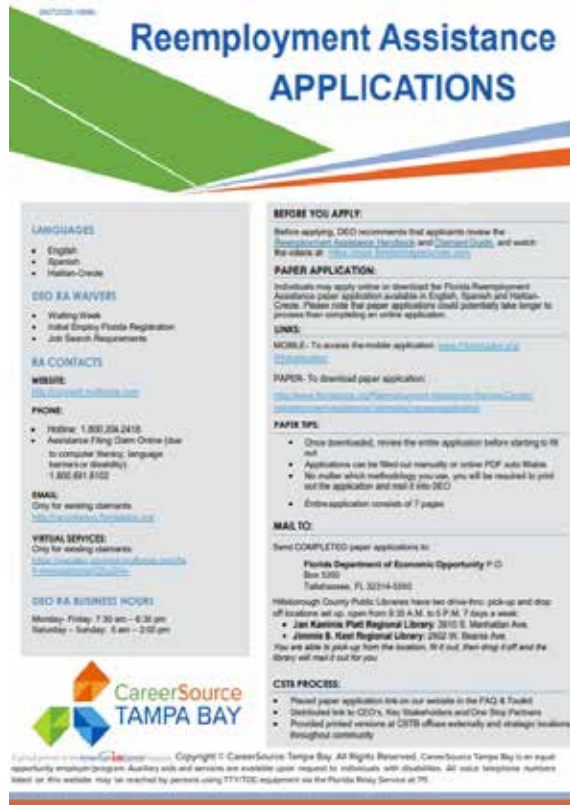 Reemployment Assistance
APPLICATIONS
LANGUAGES
• English
• Spanish
• Haitian-Creole
DEO RA WAIVERS
• Waiting Week
• Initial Employ Florida Registration
• Job Search Requirements
RA CONTACTS
WEBSITE:
PHONE:
• Hotline: 1.800.204.2418
• Assistance Filing Claim Online (due
to computer literacy, language
barriers or disability).
1.800.681.8102
EMAIL:
Only for existing claimants:
VIRTUAL SERVICES:
Only for existing claimants:
DEO RA BUSINESS HOURS
Monday- Friday: 7:30 am – 6:30 pm
Saturday – Sunday: 8 am – 2:00 pm
CareerSource
TAMPA BAY
BEFORE YOU APPLY:
Before applying, DEO recommends that applicants review the
Reemployment Assistance Handbook and Claimant Guide, and watch
the videos at
PAPER APPLICATION:
Individuals may apply online or download the Florida Reemployment
Assistance paper application available in English, Spanish and Haitian-
Creole. Please note that paper applications could potentially take longer to
process than completing an online application.
LINKS:
MOBILE- To access the mobile application:
PAPER- To download paper application:
PAPER TIPS:
• Once downloaded, review the entire application before starting to fill
out
• Applications can be filled out manually or online PDF auto fillable.
• No matter which methodology you use, you will be required to print
out the application and mail it into DEO
• Entire application consists of 7 pages
MAIL TO:
Send COMPLETED paper applications to:
Florida Department of Economic Opportunity P.O.
Box 5350
Tallahassee, FL 32314-5350
Hillsborough County Public Libraries have two drive-thru: pick-up and drop
off locations set up, open from 9:30 A.M. to 5 P.M. 7 days a week:
• Jan Kaminis Platt Regional Library: 3910 S. Manhattan Ave.
• Jimmie B. Keel Regional Library: 2902 W. Bearss Ave.
You are able to pick-up from the location, fill it out, then drop it off and the
library will mail it out for you
CSTB PROCESS:
• Placed paper application link on our website in the FAQ & Toolkit
• Distributed link to CEO's, Key Stakeholders and One Stop Partners
• Provided printed versions at CSTB offices externally and strategic locations
throughout community
Copyright © CareerSource Tampa Bay. All Rights Reserved. CareerSource Tampa Bay is an equal
opportunity employer/program. Auxiliary aids and services are available upon request to individuals with disabilities. All voice telephone numbers
listed on this website may be reached by persons using TTY/TDD equipment via the Florida Relay Service at 711.